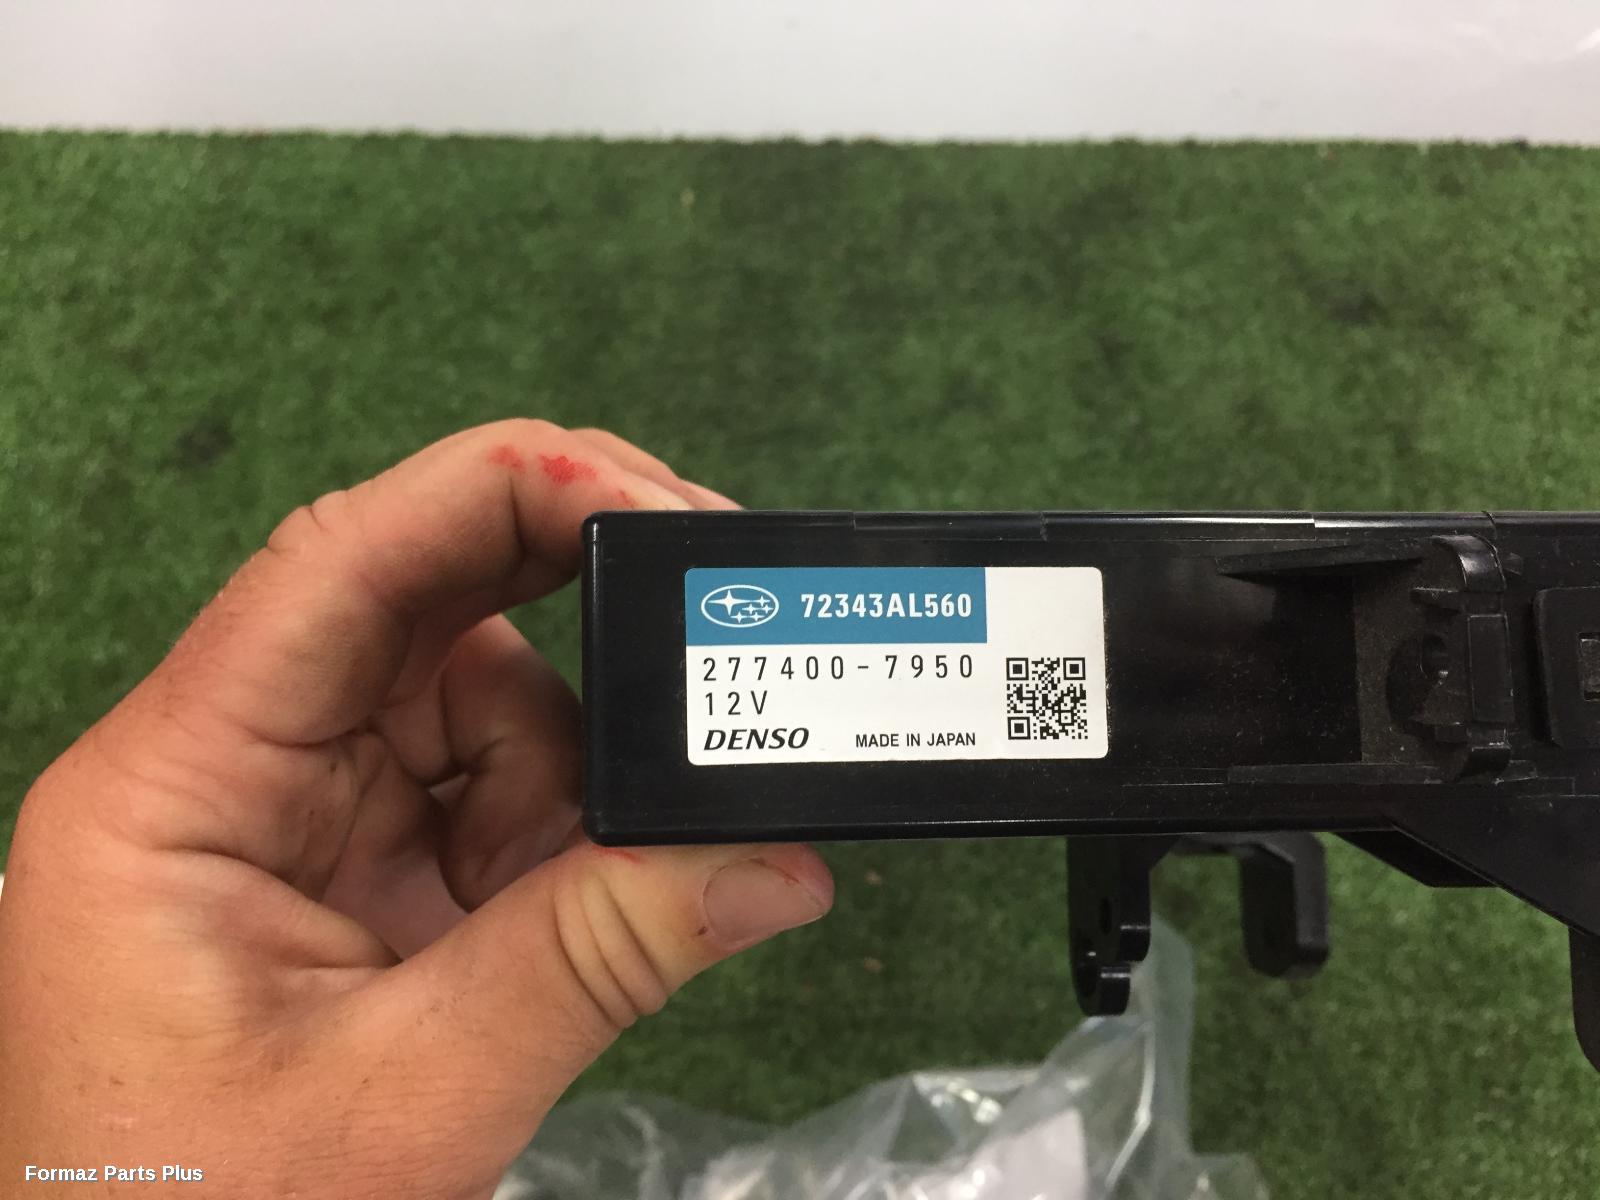 72343AL560
277400-7950
12V
DENSO MADE IN JAPAN
Formaz Parts Plus